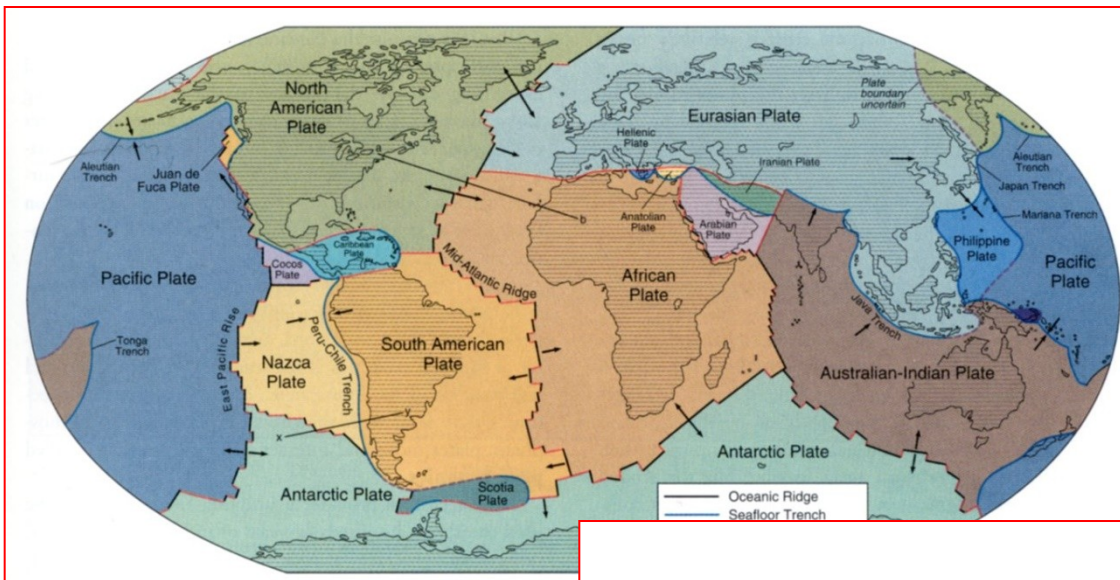 North
American
Plate
Aleutian
Trench
Juan de
Fuca Plate
a
b
Eurasian Plate
Plate
boundary
uncertain
Hellenic
Plate
Iranian Plate
Anatolian
Plate
Arabian
Plate
Aleutian
Trench
Japan Trench
Mariana Trench
Philippine
Plate
Pacific
Plate
Pacific Plate
Caribbean
Plate
Cocos
Plate
Mid-Atlantic Ridge
African
Plate
Java Trench
Tonga
Trench
East Pacific Rise
Nazca
Plate
Peru-Chile Trench
South American
Plate
Australian-Indian Plate
x
y
Antarctic Plate
Scotia
Plate
Antarctic Plate
Oceanic Ridge
Seafloor Trench